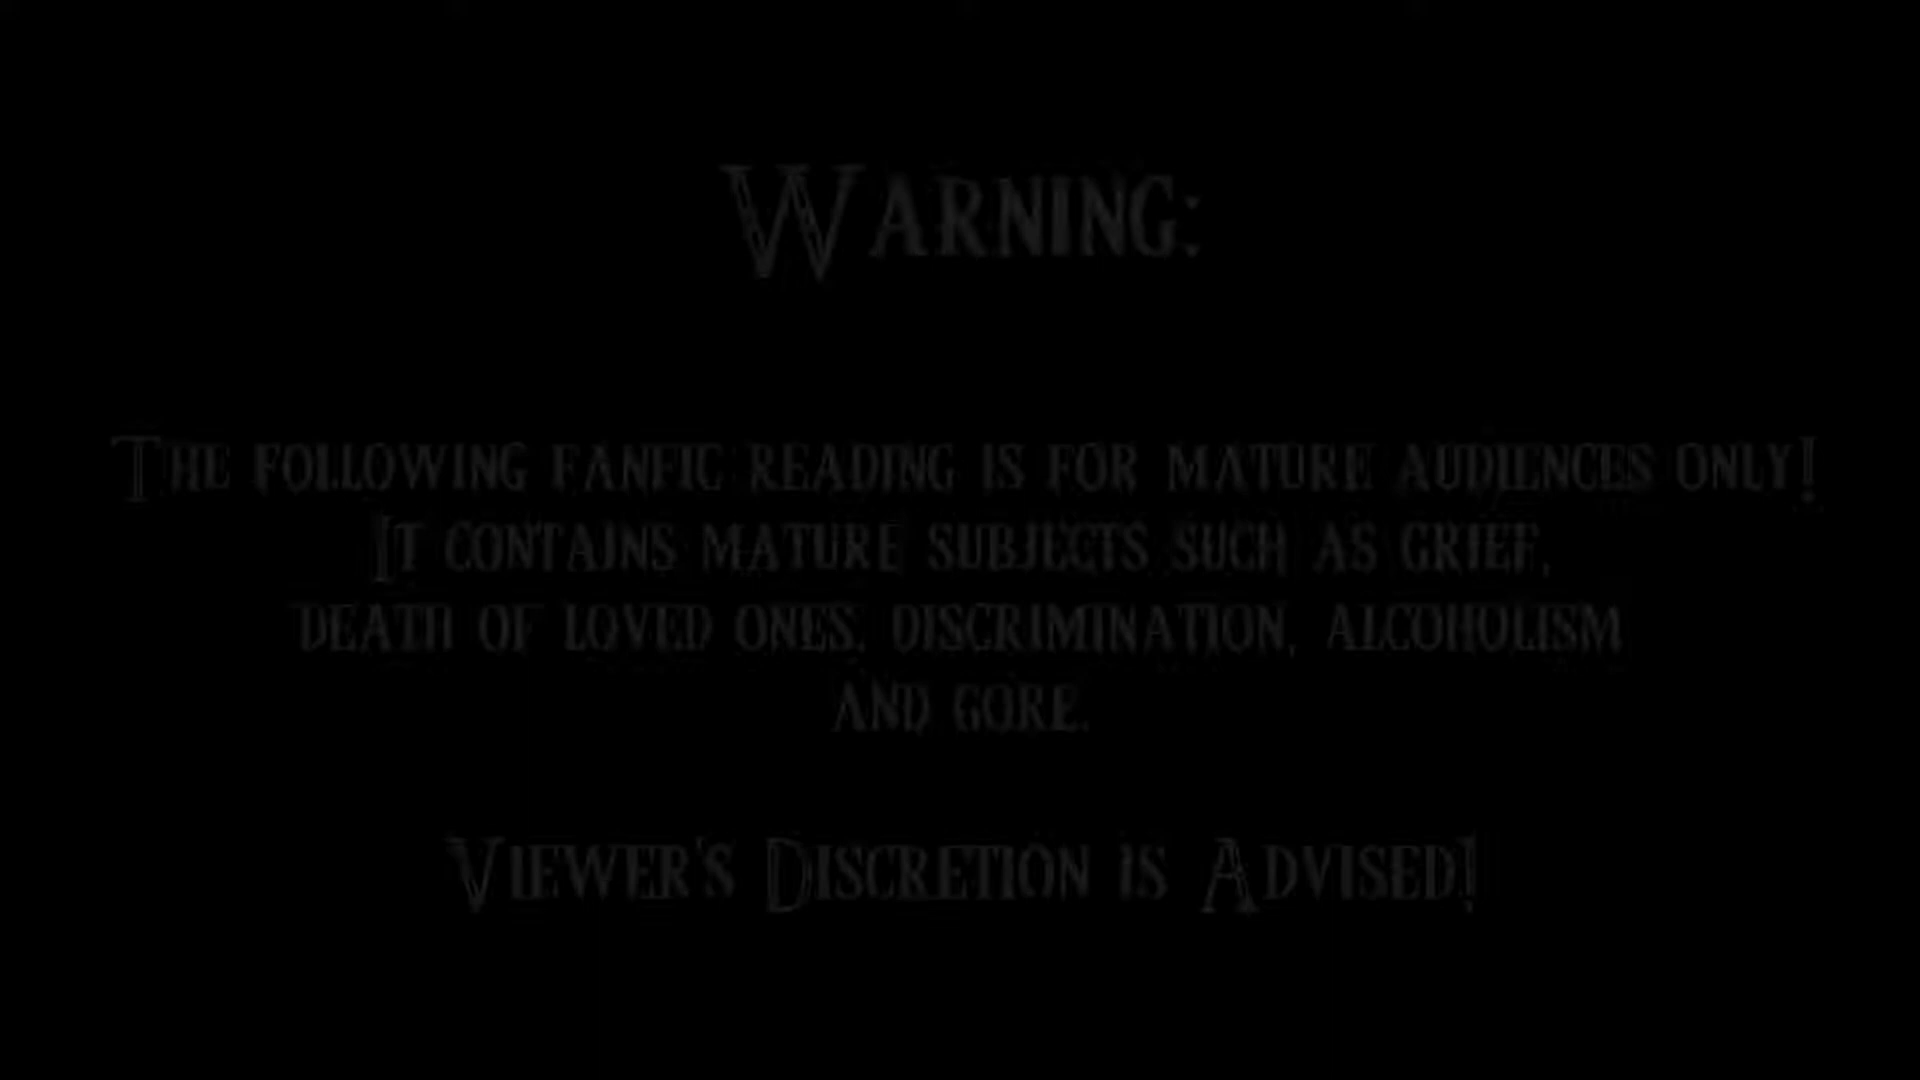 Warning:
The following fanfic reading is for mature audiences only!
It contains mature subjects such as grief,
death of loved ones, discrimination, alcoholism
and gore.
Viewer's Discretion is Advised!